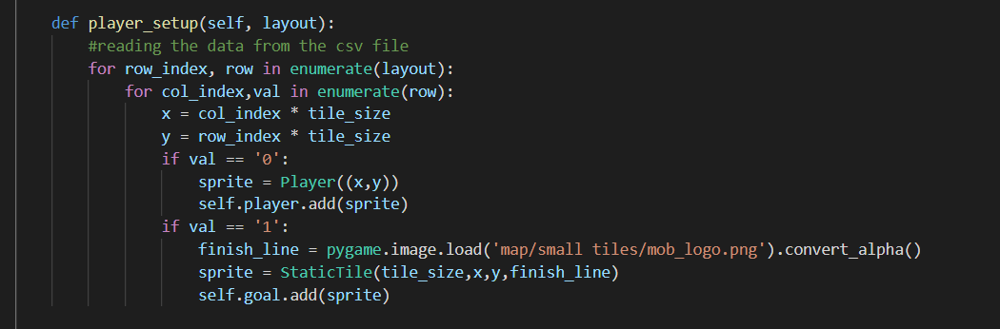 def player_setup(self, layout):
    #reading the data from the csv file
    for row_index, row in enumerate(layout):
        for col_index,val in enumerate(row):
            x = col_index * tile_size
            y = row_index * tile_size
            if val == '0':
                sprite = Player((x,y))
                self.player.add(sprite)
            if val == '1':
                finish_line = pygame.image.load('map/small tiles/mob_logo.png').convert_alpha()
                sprite = StaticTile(tile_size,x,y,finish_line)
                self.goal.add(sprite)